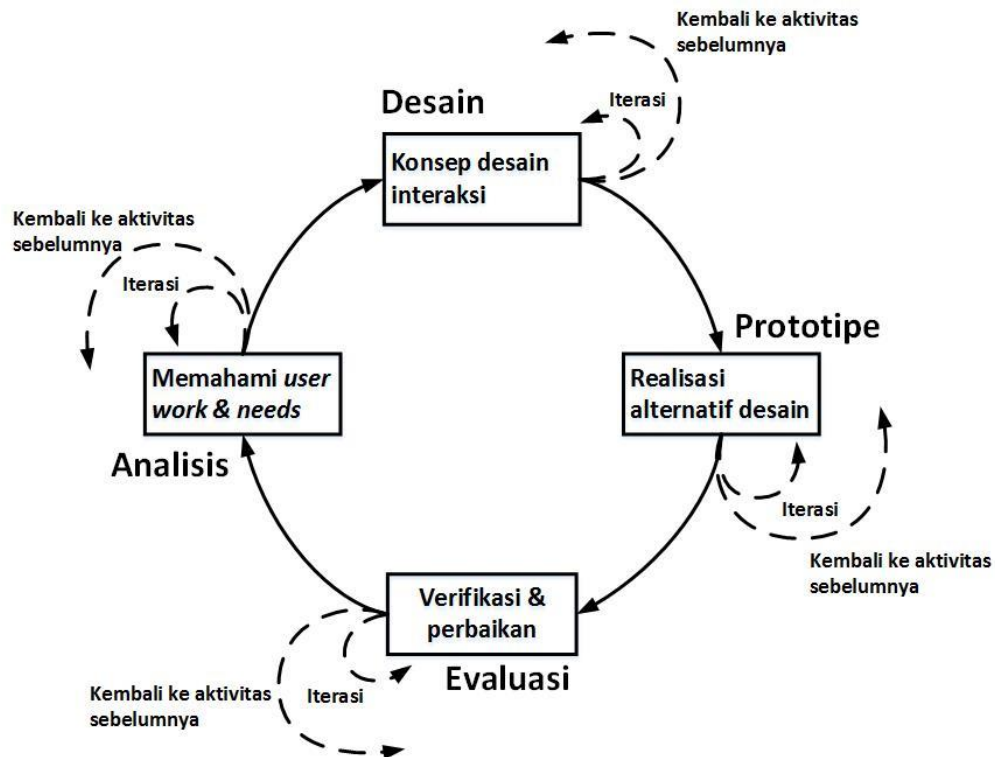 Kembali ke aktivitas
sebelumnya
Iterasi
Desain
Konsep desain
interaksi
Kembali ke aktivitas
sebelumnya
Iterasi
Prototipe
Memahami user
work & needs
Analisis
Realisasi
alternatif desain
Iterasi
Kembali ke aktivitas
sebelumnya
Verifikasi &
perbaikan
Evaluasi
Iterasi
Kembali ke aktivitas
sebelumnya